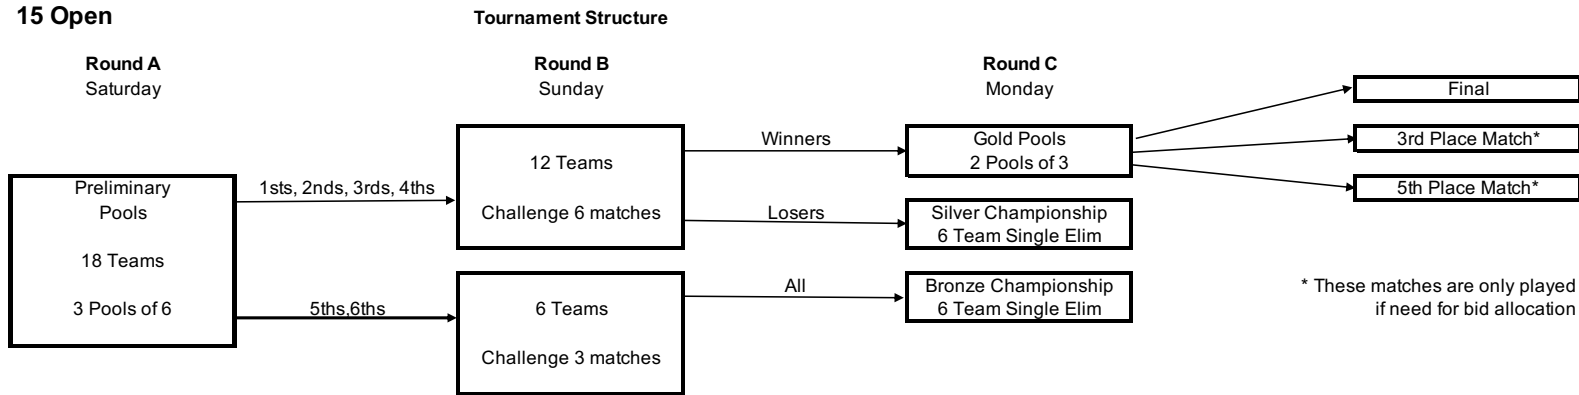 15 Open
Tournament Structure
Round A
Saturday
Round B
Sunday
Round C
Monday
Preliminary
Pools
18 Teams
3 Pools of 6
1sts, 2nds, 3rds, 4ths
5ths,6ths
12 Teams
Challenge 6 matches
6 Teams
Challenge 3 matches
Winners
Losers
All
Gold Pools
2 Pools of 3
Silver Championship
6 Team Single Elim
Bronze Championship
6 Team Single Elim
Final
3rd Place Match*
5th Place Match*
* These matches are only played
if need for bid allocation